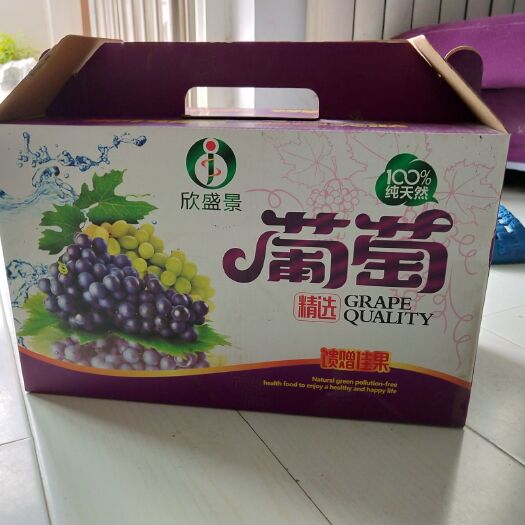 欣盛景
100%
纯天然
葡萄
精选
GRAPE
QUALITY
馈赠佳果
Natural green pollution-free
health food to enjoy a healthy and happy life